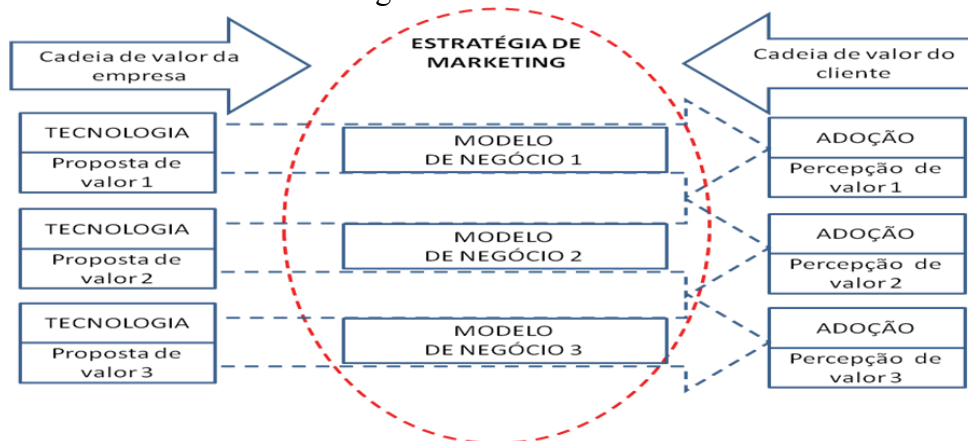 Cadeia de valor da
empresa
ESTRATÉGIA DE
MARKETING
Cadeia de valor do
cliente
TECNOLOGIA
Proposta de
valor 1
MODELO
DE NEGÓCIO 1
ADOÇÃO
Percepção de
valor 1
TECNOLOGIA
Proposta de
valor 2
MODELO
DE NEGÓCIO 2
ADOÇÃO
Percepção de
valor 2
TECNOLOGIA
Proposta de
valor 3
MODELO
DE NEGÓCIO 3
ADOÇÃO
Percepção de
valor 3